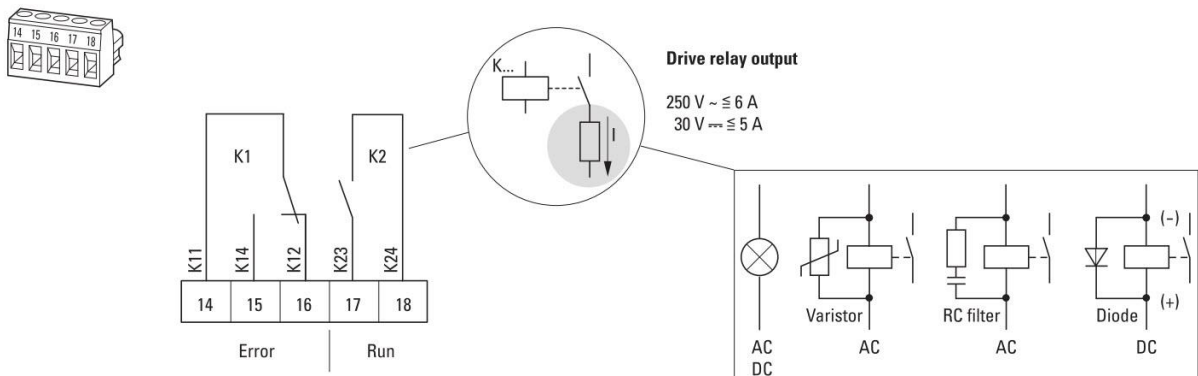 14 15 16 17 18
K...
Drive relay output
250 V ~ ≦ 6 A
30 V ⎓ ≦ 5 A
I
K1
K2
K11
K14
K12
K23
K24
14 15 16 17 18
Error
Run
Varistor
RC filter
Diode
(-)
(+)
AC
DC
AC
AC
DC